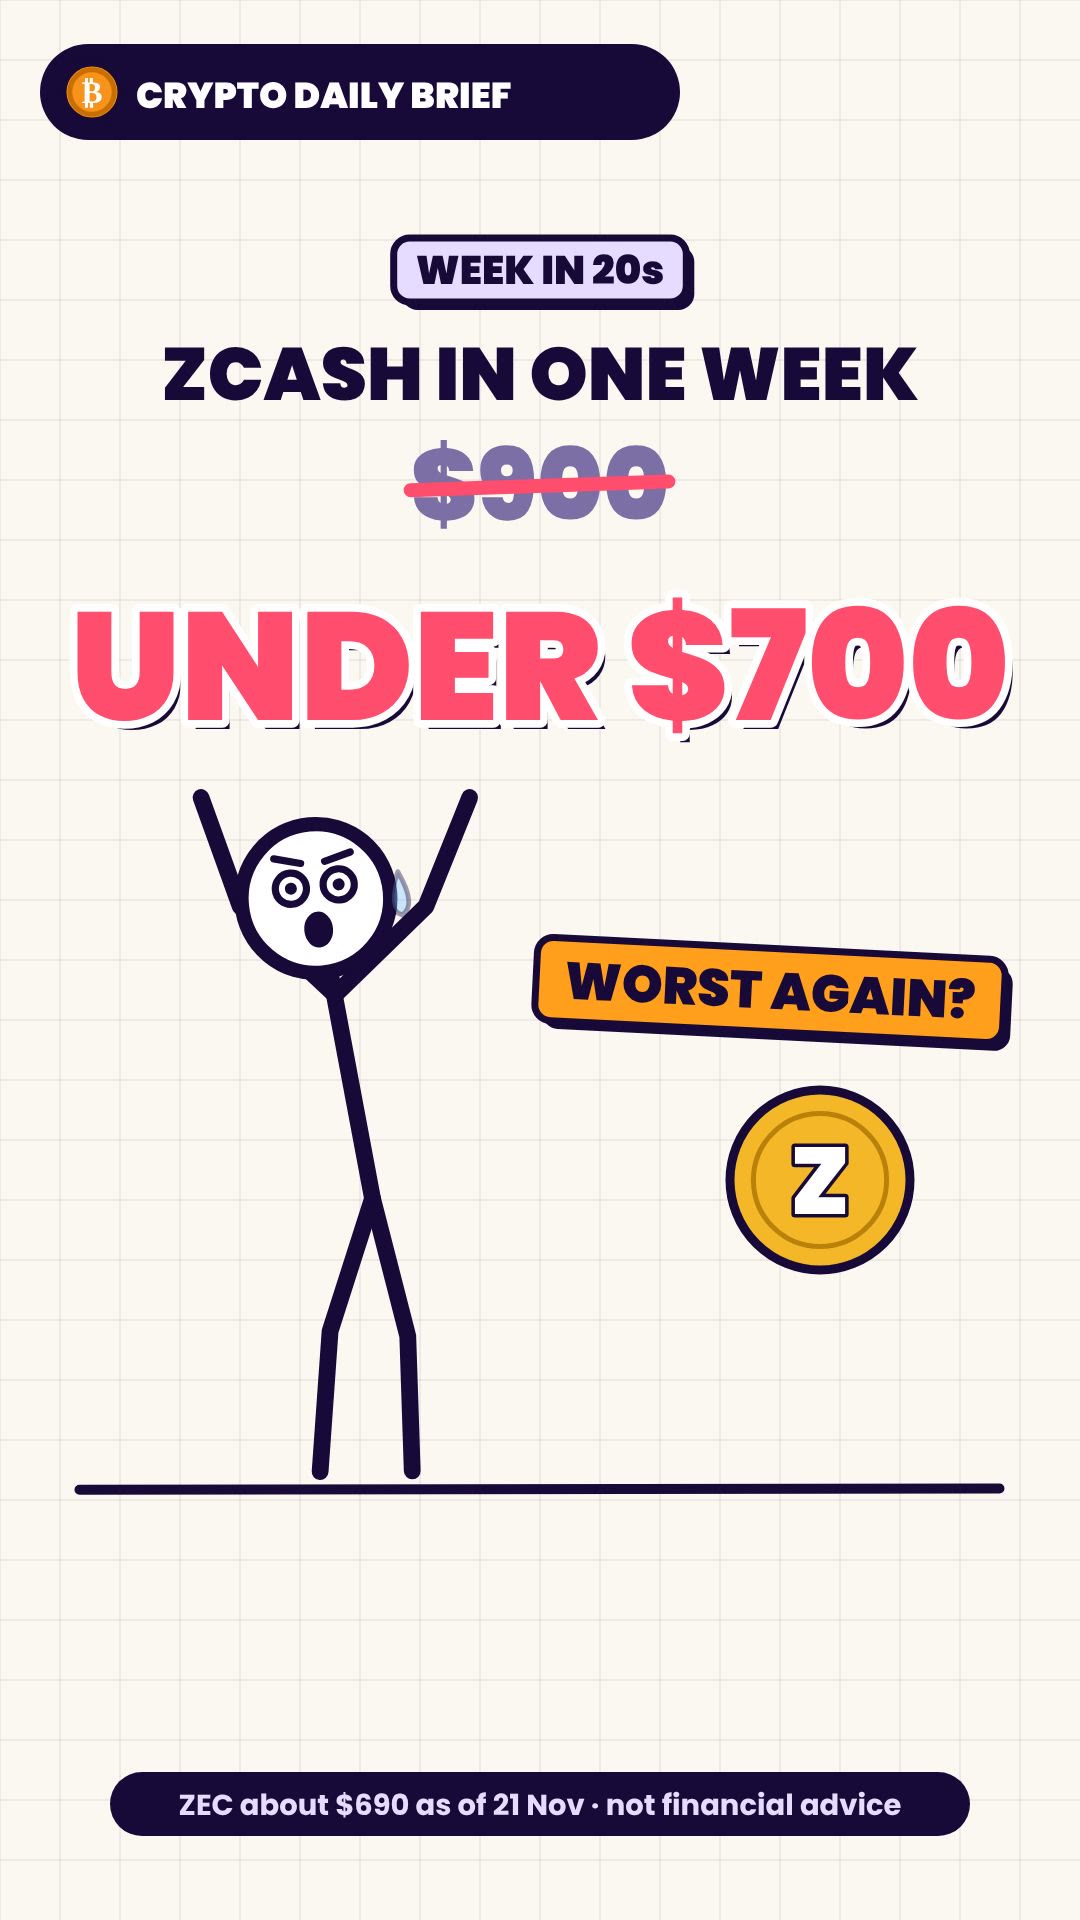 ₿ CRYPTO DAILY BRIEF
WEEK IN 20s
ZCASH IN ONE WEEK
$900
UNDER $700
WORST AGAIN?
Z
ZEC about $690 as of 21 Nov · not financial advice